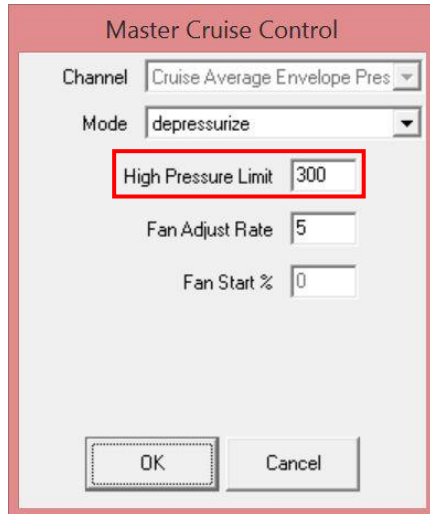 Master Cruise Control
Channel Cruise Average Envelope Pres
Mode depressurize
High Pressure Limit 300
Fan Adjust Rate 5
Fan Start % 0
OK Cancel